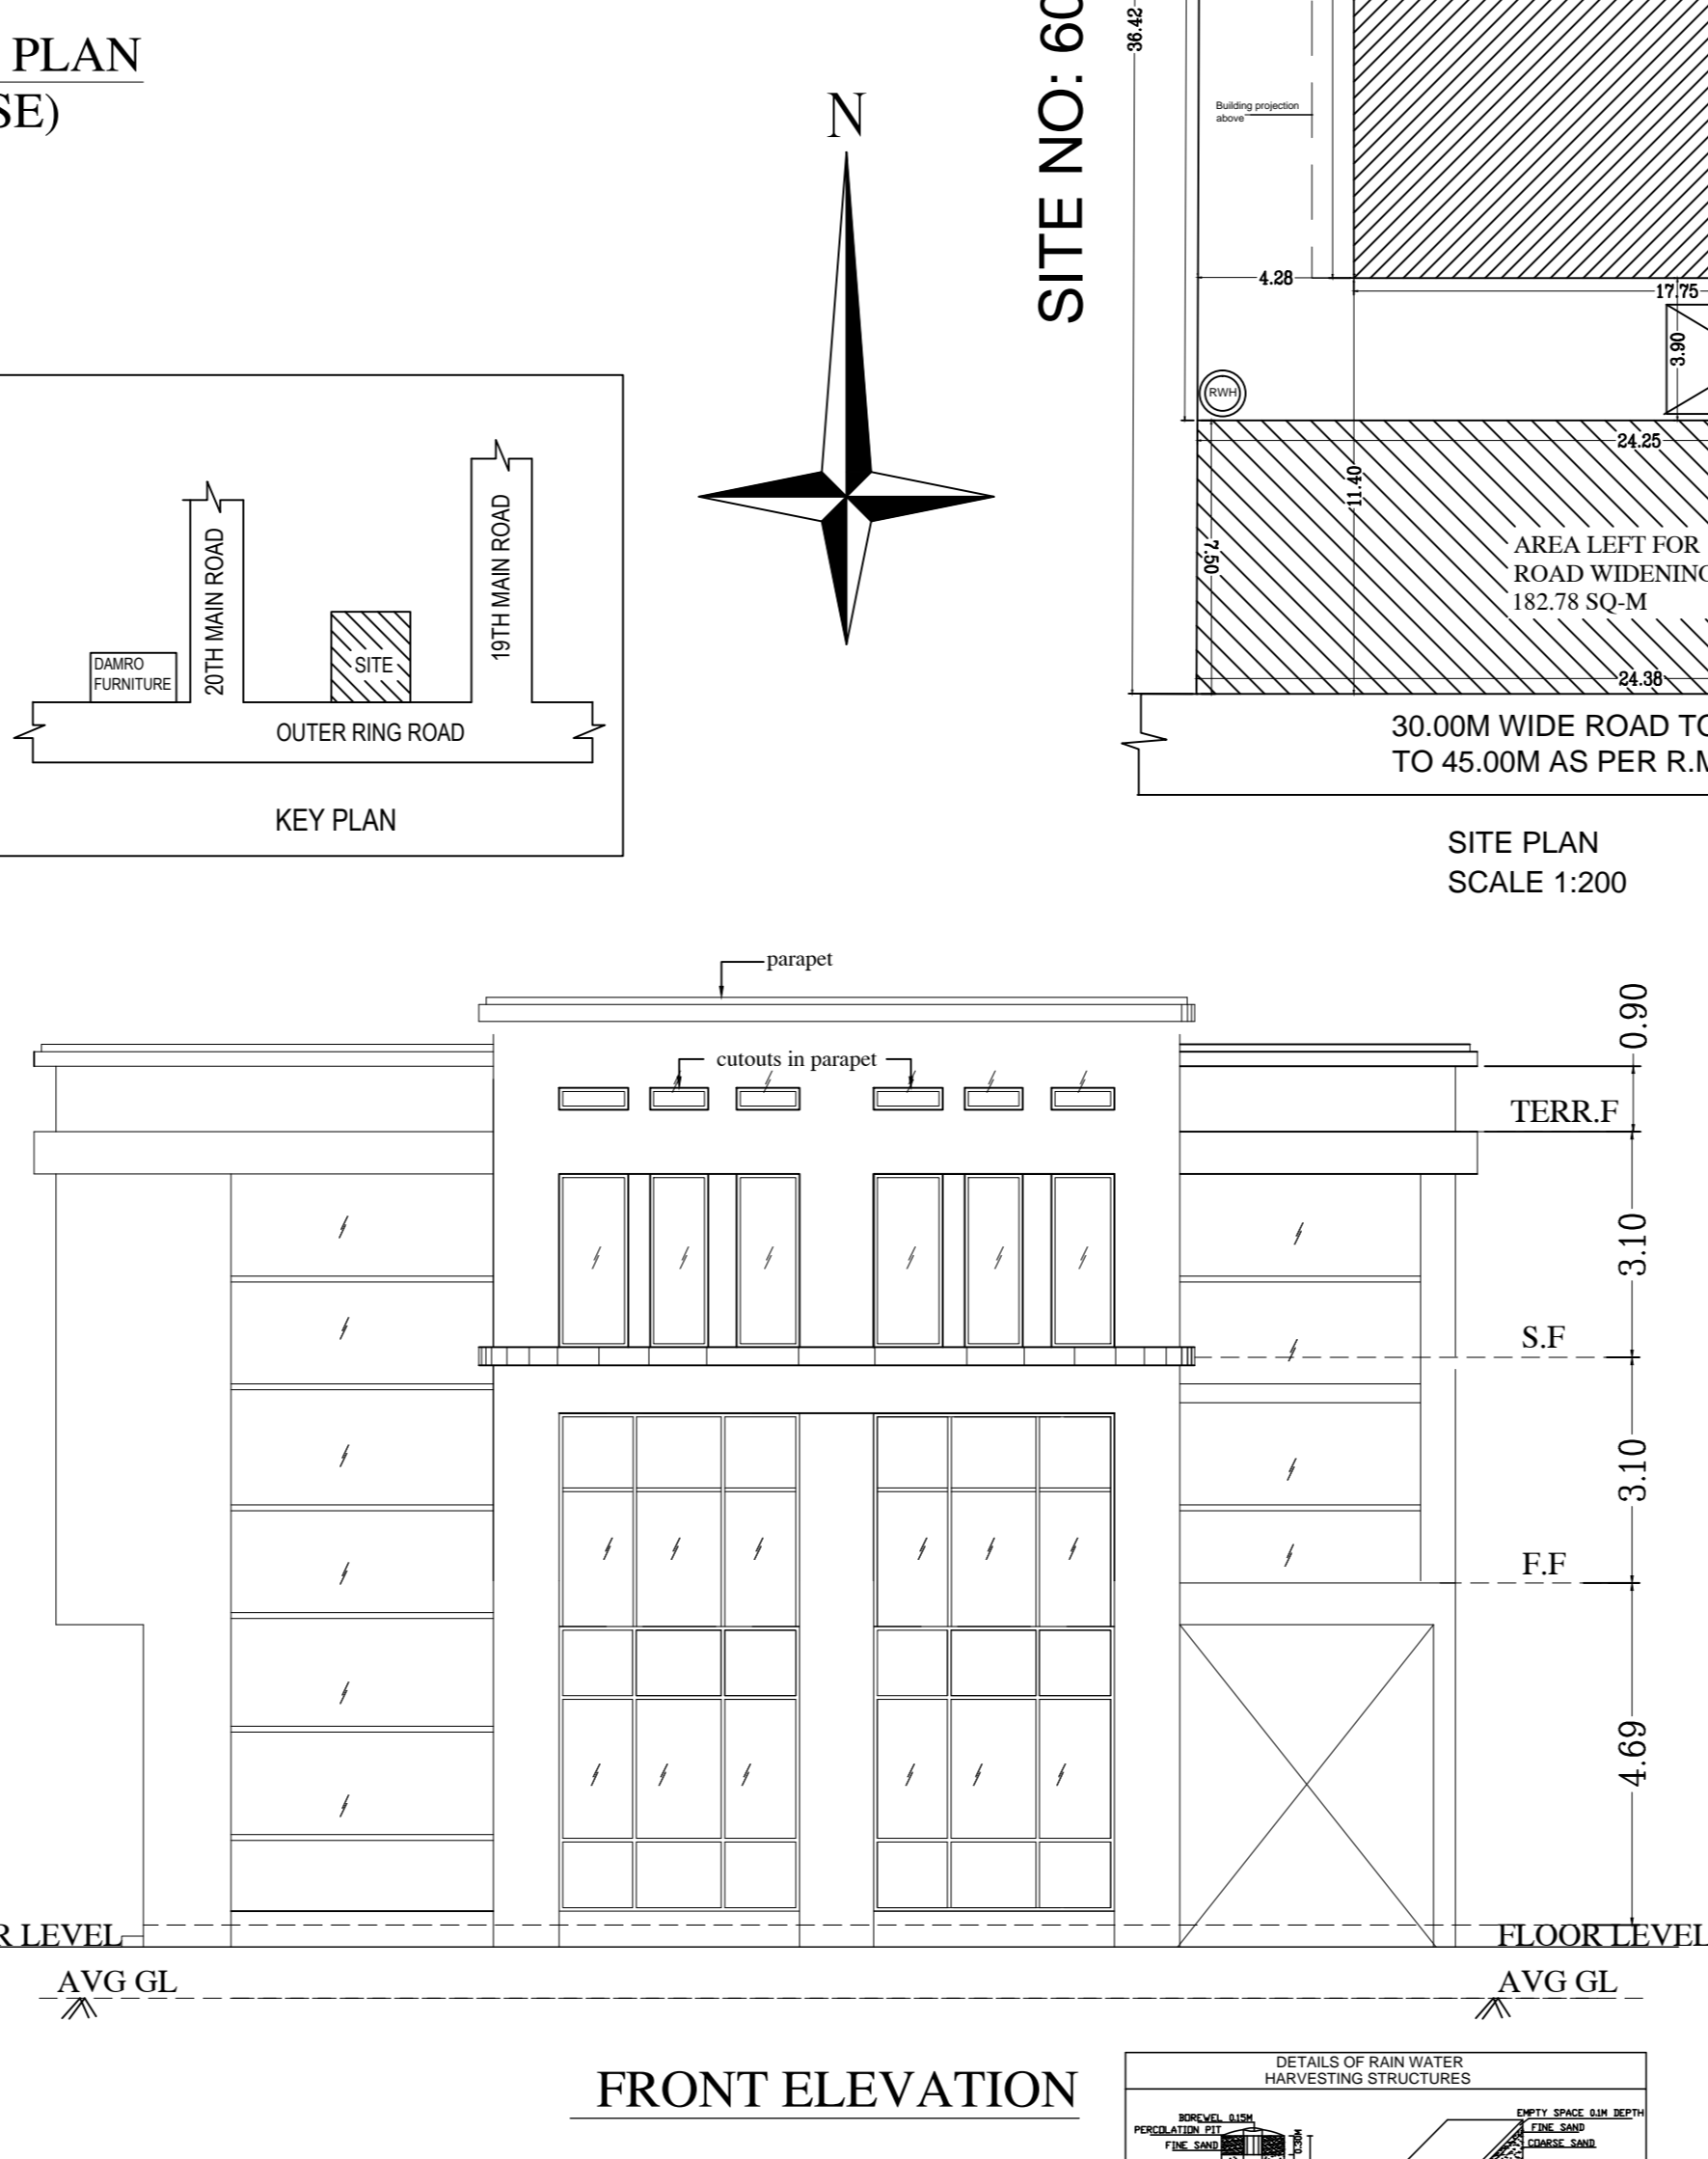 PLAN
SE)
N
SITE NO: 60
36.42
Building projection
above
4.28
17.75
3.90
RWH
24.25
11.40
7.50
AREA LEFT FOR
ROAD WIDENING
182.78 SQ-M
24.38
30.00M WIDE ROAD TO
TO 45.00M AS PER R.M
SITE PLAN
SCALE 1:200
20TH MAIN ROAD
19TH MAIN ROAD
DAMRO
FURNITURE
SITE
OUTER RING ROAD
KEY PLAN
parapet
cutouts in parapet
0.90
TERR.F
3.10
S.F
3.10
F.F
4.69
R LEVEL
FLOOR LEVEL
AVG GL
AVG GL
FRONT ELEVATION
DETAILS OF RAIN WATER
HARVESTING STRUCTURES
BOREWEL 0.15M
PERCOLATION PIT
FINE SAND
0.30M
EMPTY SPACE 0.1M DEPTH
FINE SAND
COARSE SAND